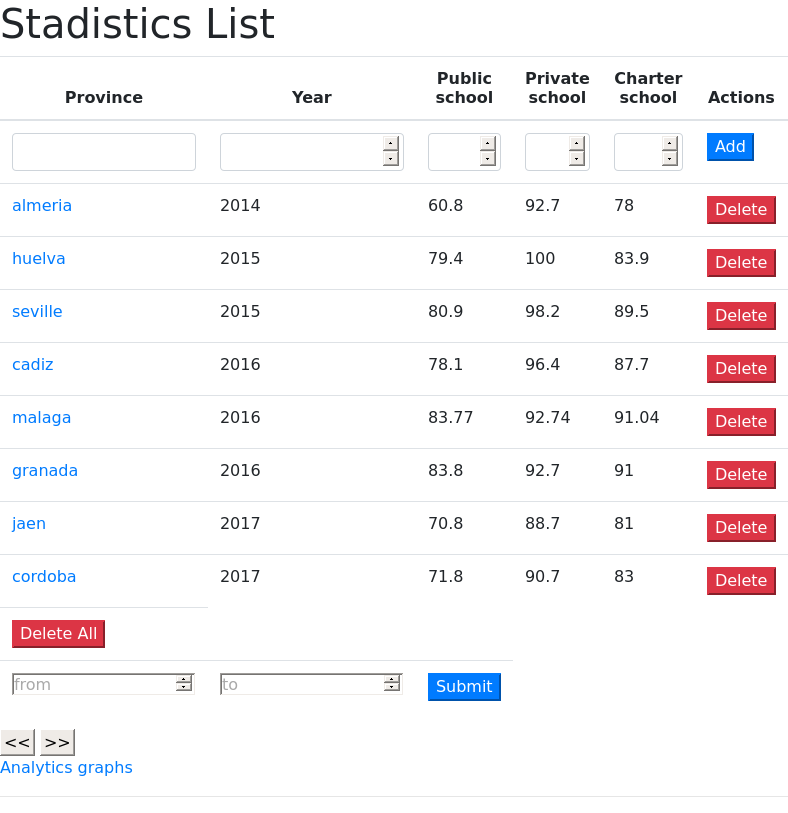 Stadistics List
Province Year Public school Private school Charter school Actions
Add
almeria 2014 60.8 92.7 78 Delete
huelva 2015 79.4 100 83.9 Delete
seville 2015 80.9 98.2 89.5 Delete
cadiz 2016 78.1 96.4 87.7 Delete
malaga 2016 83.77 92.74 91.04 Delete
granada 2016 83.8 92.7 91 Delete
jaen 2017 70.8 88.7 81 Delete
cordoba 2017 71.8 90.7 83 Delete
Delete All
from to Submit
<< >>
Analytics graphs